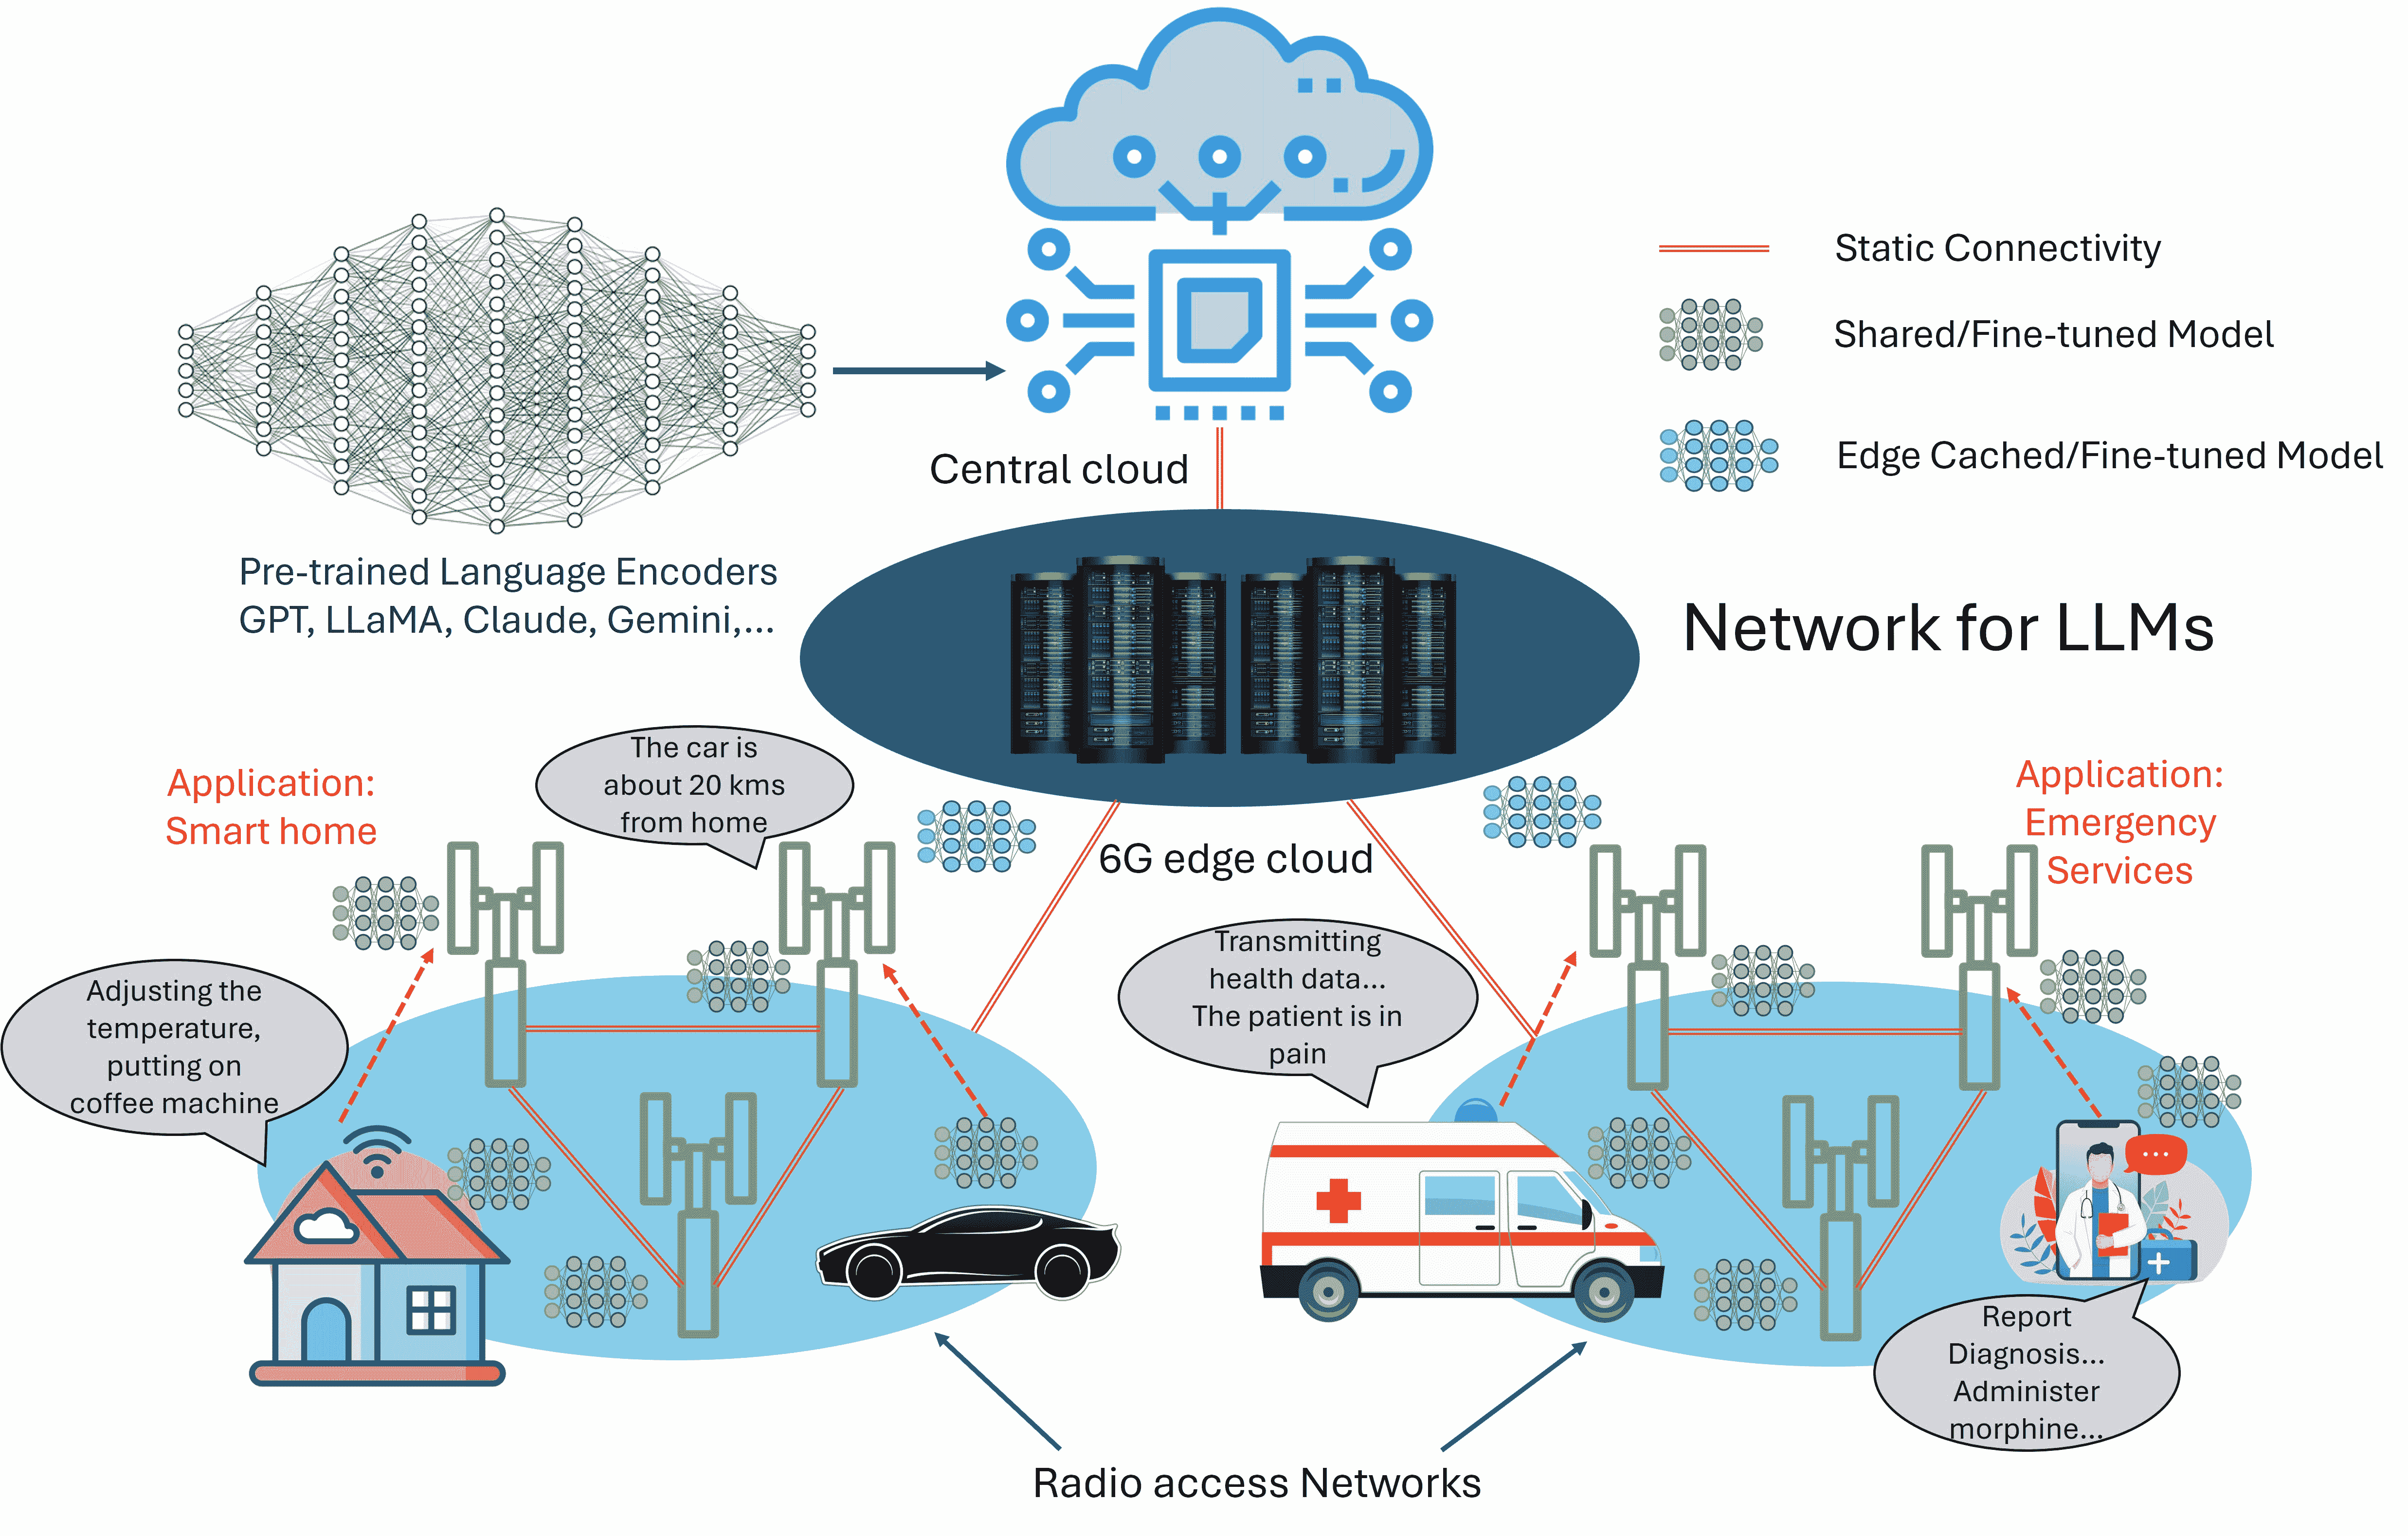 Static Connectivity
Shared/Fine-tuned Model
Edge Cached/Fine-tuned Model
Central cloud
Pre-trained Language Encoders
GPT, LLaMA, Claude, Gemini,...
Network for LLMs
Application:
Smart home
The car is
about 20 kms
from home
6G edge cloud
Application:
Emergency
Services
Adjusting the
temperature,
putting on
coffee machine
Transmitting
health data...
The patient is in
pain
Report
Diagnosis...
Administer
morphine...
Radio access Networks